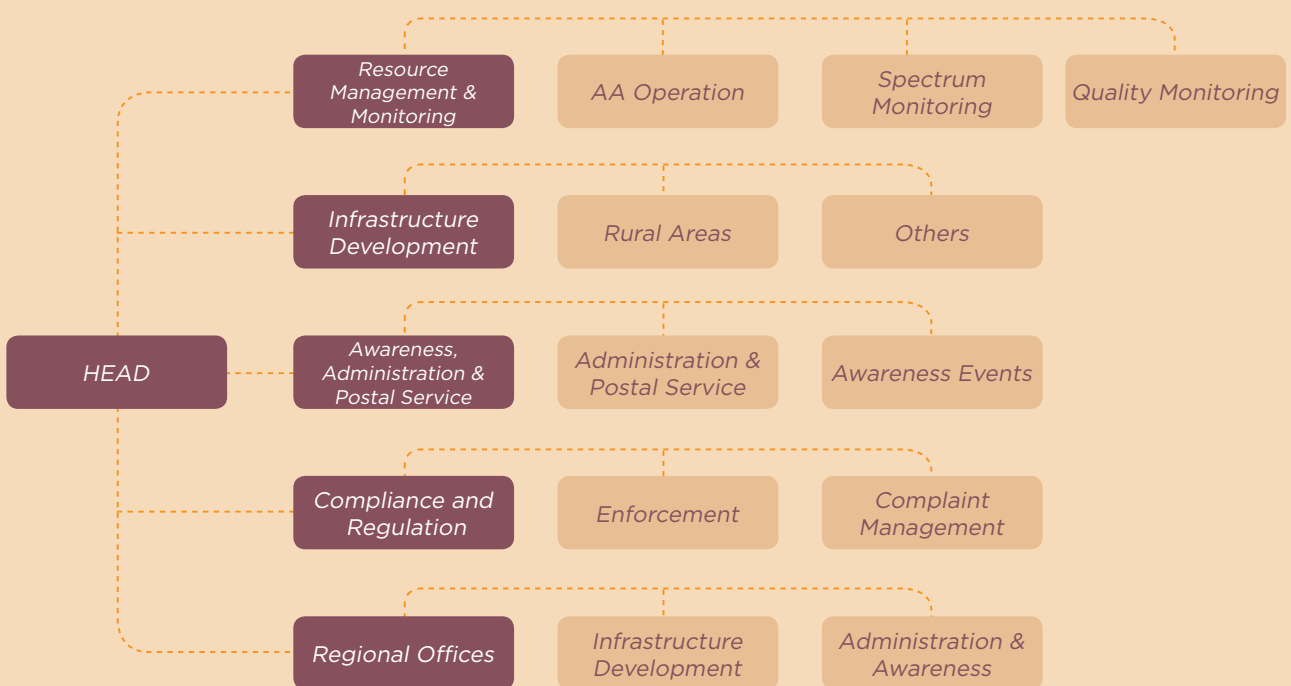 Resource
Management &
Monitoring
AA Operation
Spectrum
Monitoring
Quality Monitoring
Infrastructure
Development
Rural Areas
Others
HEAD
Awareness,
Administration &
Postal Service
Administration &
Postal Service
Awareness Events
Compliance and
Regulation
Enforcement
Complaint
Management
Regional Offices
Infrastructure
Development
Administration &
Awareness